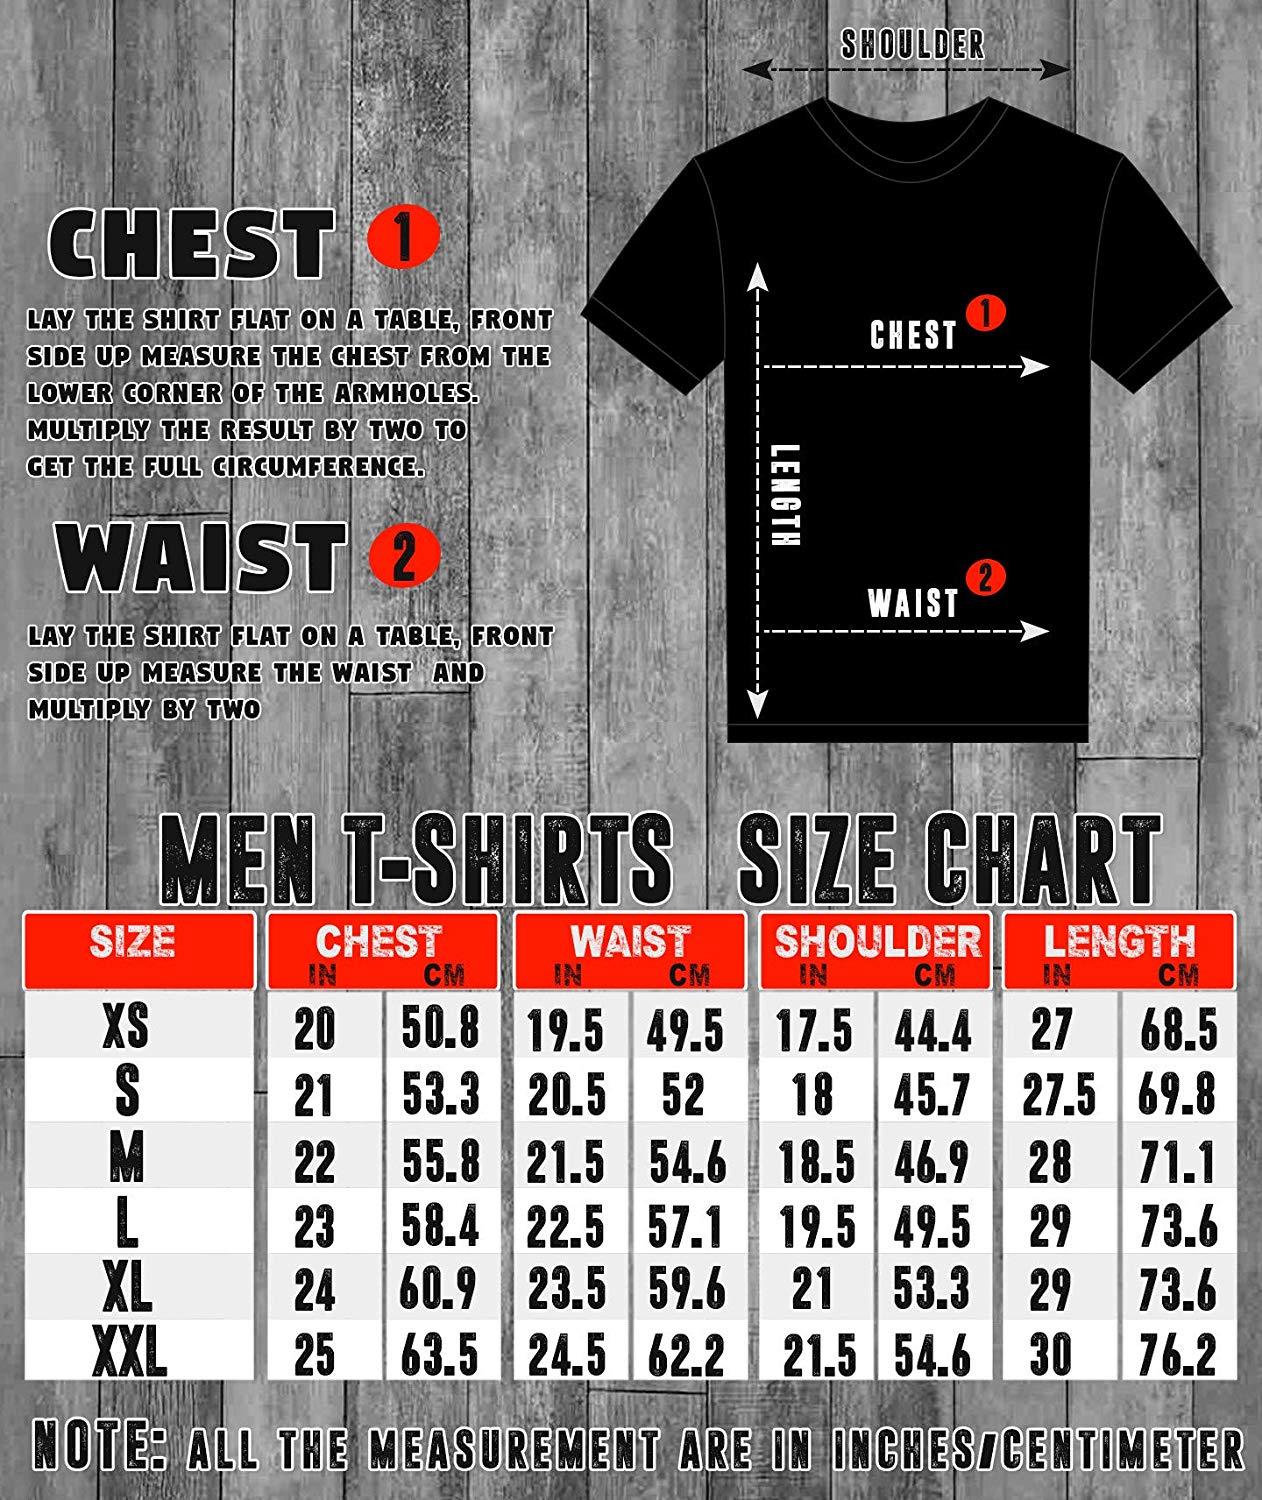 SHOULDER
CHEST 1
LAY THE SHIRT FLAT ON A TABLE, FRONT
SIDE UP MEASURE THE CHEST FROM THE
LOWER CORNER OF THE ARMHOLES.
MULTIPLY THE RESULT BY TWO TO
GET THE FULL CIRCUMFERENCE.
WAIST 2
LAY THE SHIRT FLAT ON A TABLE, FRONT
SIDE UP MEASURE THE WAIST AND
MULTIPLY BY TWO
CHEST 1
LENGTH
WAIST 2
MEN T-SHIRTS SIZE CHART
SIZE CHEST WAIST SHOULDER LENGTH
IN CM IN CM IN CM IN CM
XS 20 50.8 19.5 49.5 17.5 44.4 27 68.5
S 21 53.3 20.5 52 18 45.7 27.5 69.8
M 22 55.8 21.5 54.6 18.5 46.9 28 71.1
L 23 58.4 22.5 57.1 19.5 49.5 29 73.6
XL 24 60.9 23.5 59.6 21 53.3 29 73.6
XXL 25 63.5 24.5 62.2 21.5 54.6 30 76.2
NOTE: ALL THE MEASUREMENT ARE IN INCHES/CENTIMETER